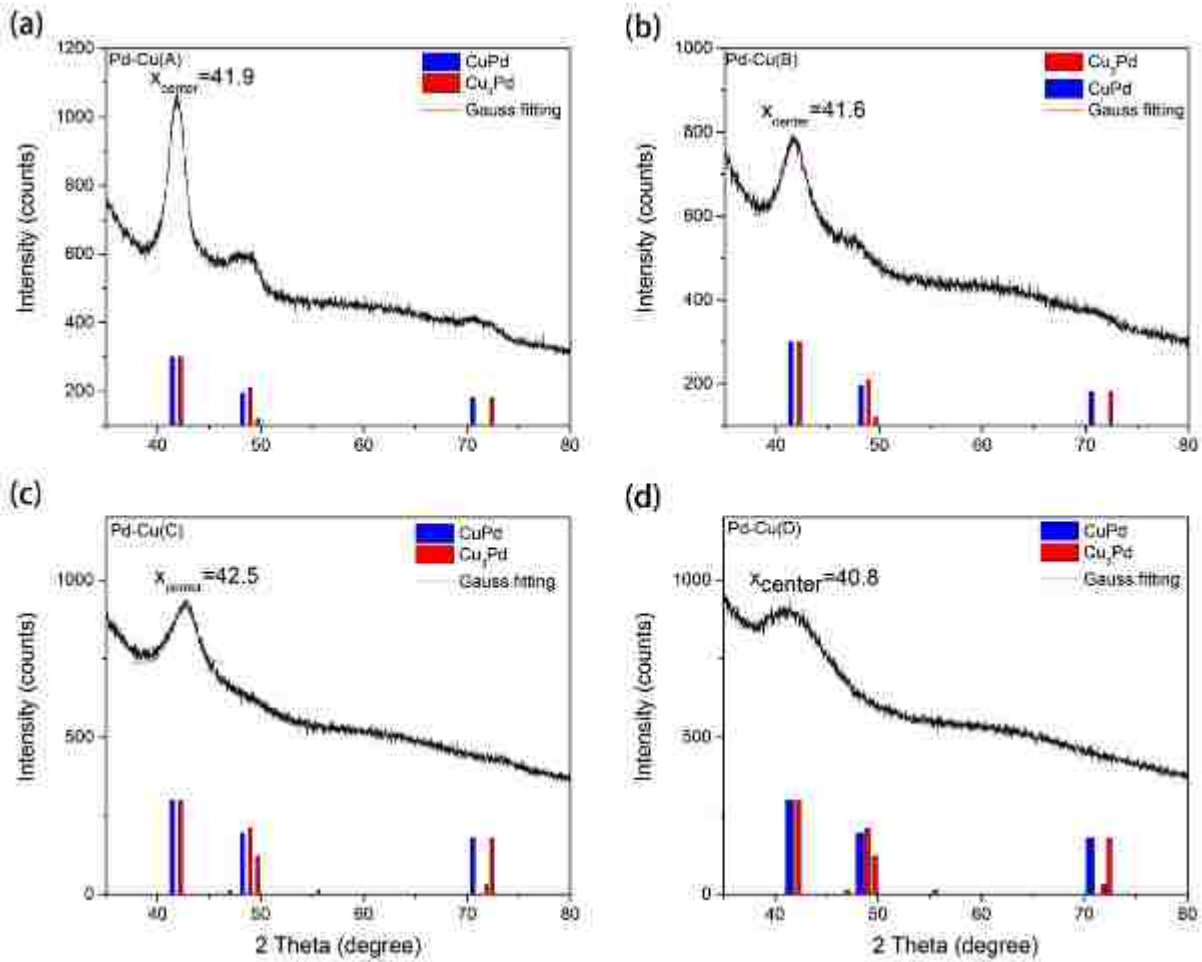 (a)
Pd-Cu(A)
x_center=41.9
CuPd
Cu3Pd
Gauss fitting
Intensity (counts)
1200
1000
800
600
400
200
40 50 60 70 80
(b)
Pd-Cu(B)
x_center=41.6
Cu3Pd
CuPd
Gauss fitting
Intensity (counts)
1000
800
600
400
200
40 50 60 70 80
(c)
Pd-Cu(C)
x_center=42.5
CuPd
Cu3Pd
Gauss fitting
Intensity (counts)
1000
500
0
40 50 60 70 80
2 Theta (degree)
(d)
Pd-Cu(D)
xcenter=40.8
CuPd
Cu3Pd
Gauss fitting
Intensity (counts)
1000
500
0
40 50 60 70 80
2 Theta (degree)